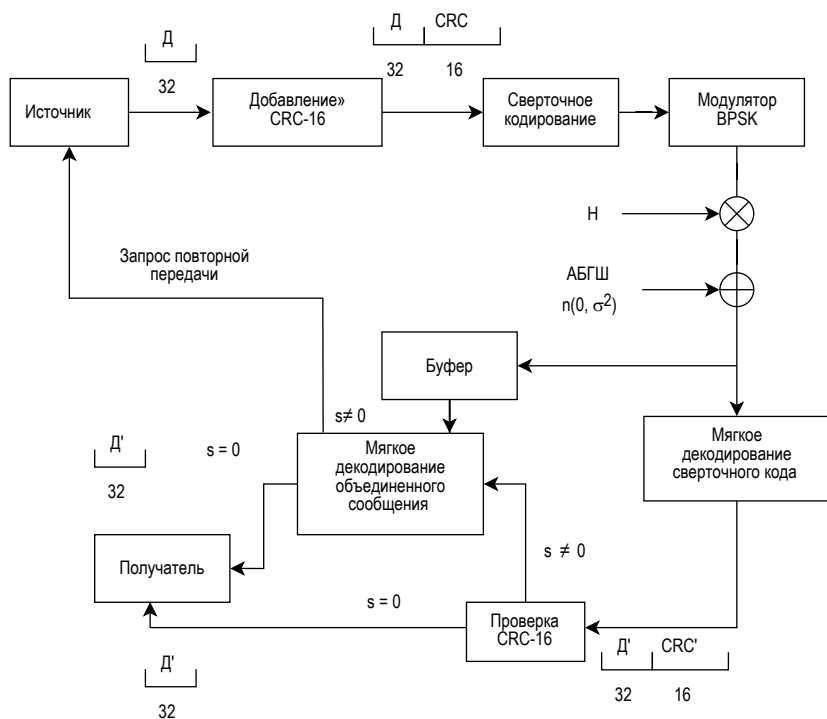 Д
32
Д CRC
32 16
Источник
Добавление»
CRC-16
Сверточное
кодирование
Модулятор
BPSK
H
АБГШ
n(0, σ²)
Запрос повторной
передачи
Буфер
s≠ 0
Мягкое
декодирование
объединенного
сообщения
Мягкое
декодирование
сверточного кода
Д'
32
s = 0
Получатель
s ≠ 0
s = 0
Проверка
CRC-16
Д' CRC'
32 16
Д'
32